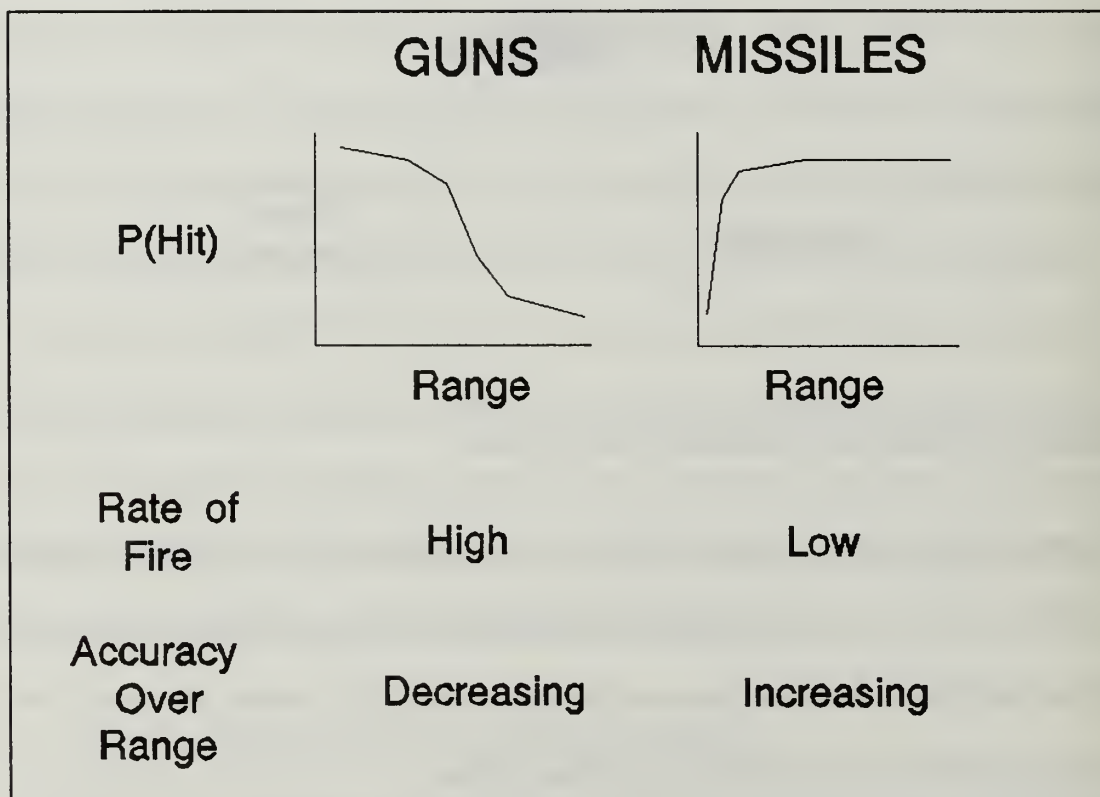 GUNS MISSILES
P(Hit)
Range Range
Rate of
Fire
High Low
Accuracy
Over
Range
Decreasing Increasing